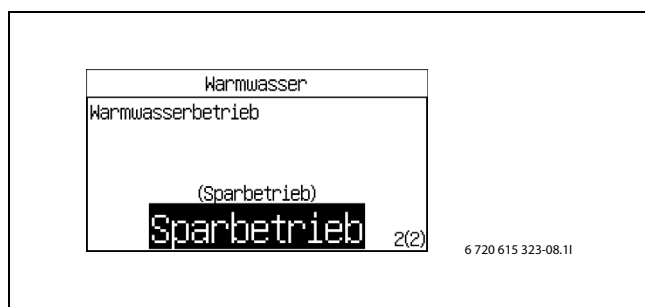 Warmwasser
Warmwasserbetrieb
(Sparbetrieb)
Sparbetrieb 2(2)
6 720 615 323-08.1I